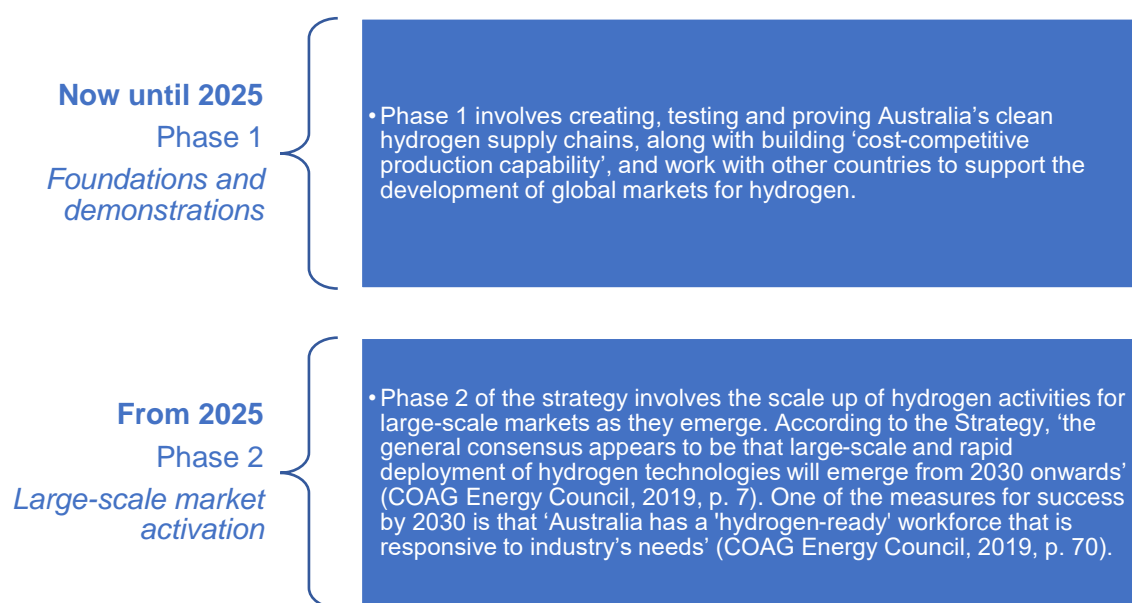 Now until 2025
Phase 1
Foundations and
demonstrations
• Phase 1 involves creating, testing and proving Australia’s clean
hydrogen supply chains, along with building ‘cost-competitive
production capability’, and work with other countries to support the
development of global markets for hydrogen.
From 2025
Phase 2
Large-scale market
activation
• Phase 2 of the strategy involves the scale up of hydrogen activities for
large-scale markets as they emerge. According to the Strategy, ‘the
general consensus appears to be that large-scale and rapid
deployment of hydrogen technologies will emerge from 2030 onwards’
(COAG Energy Council, 2019, p. 7). One of the measures for success
by 2030 is that ‘Australia has a 'hydrogen-ready' workforce that is
responsive to industry’s needs’ (COAG Energy Council, 2019, p. 70).